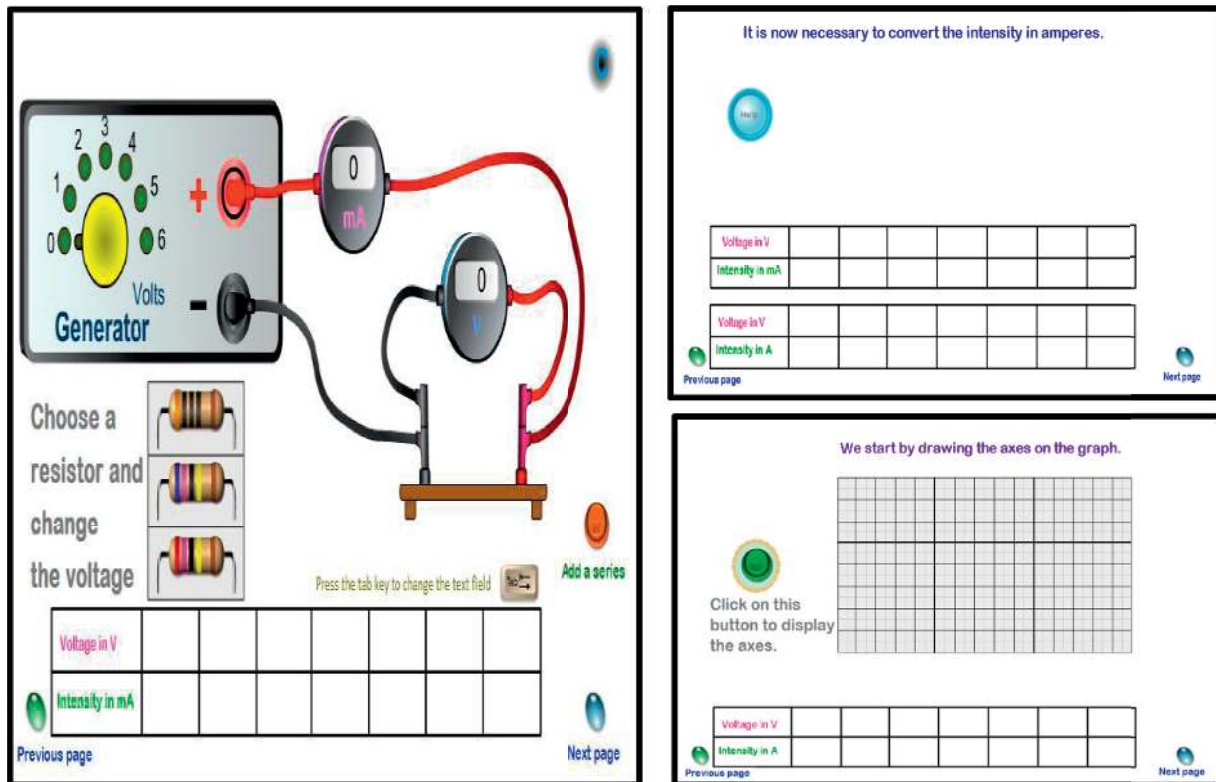 0
1
2
3
4
5
6
+
-
Volts
Generator
0
mA
0
V
Choose a
resistor and
change
the voltage
Press the tab key to change the text field
Tab
Add a series
Voltage in V
Intensity in mA
Previous page
Next page
It is now necessary to convert the intensity in amperes.
Help
Voltage in V
Intensity in mA
Voltage in V
Intensity in A
Previous page
Next page
We start by drawing the axes on the graph.
Click on this
button to display
the axes.
Voltage in V
Intensity in A
Previous page
Next page